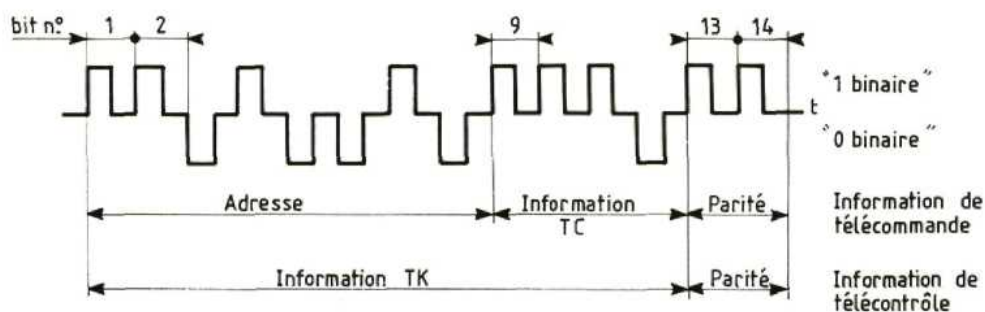 bit nº 1 2 9 13 14
"1 binaire"
t
"0 binaire"
Adresse Information TC Parité Information de télécommande
Information TK Parité Information de télécontrôle